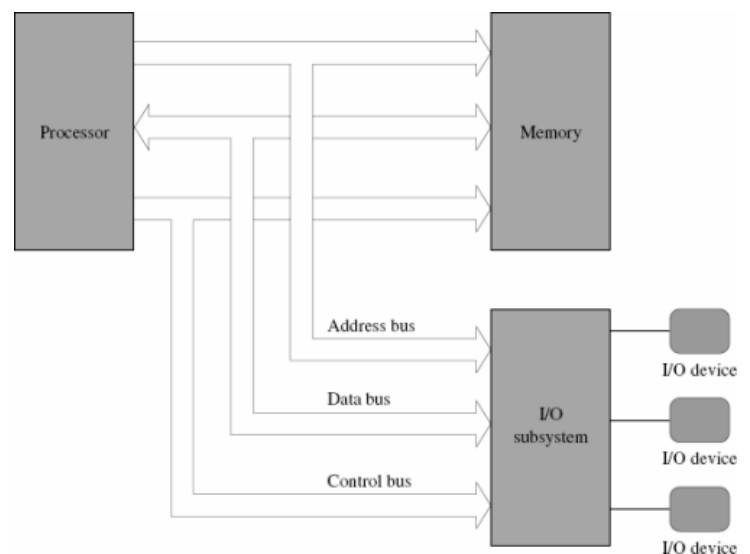 Processor
Memory
Address bus
I/O device
Data bus
I/O
subsystem
I/O device
Control bus
I/O device